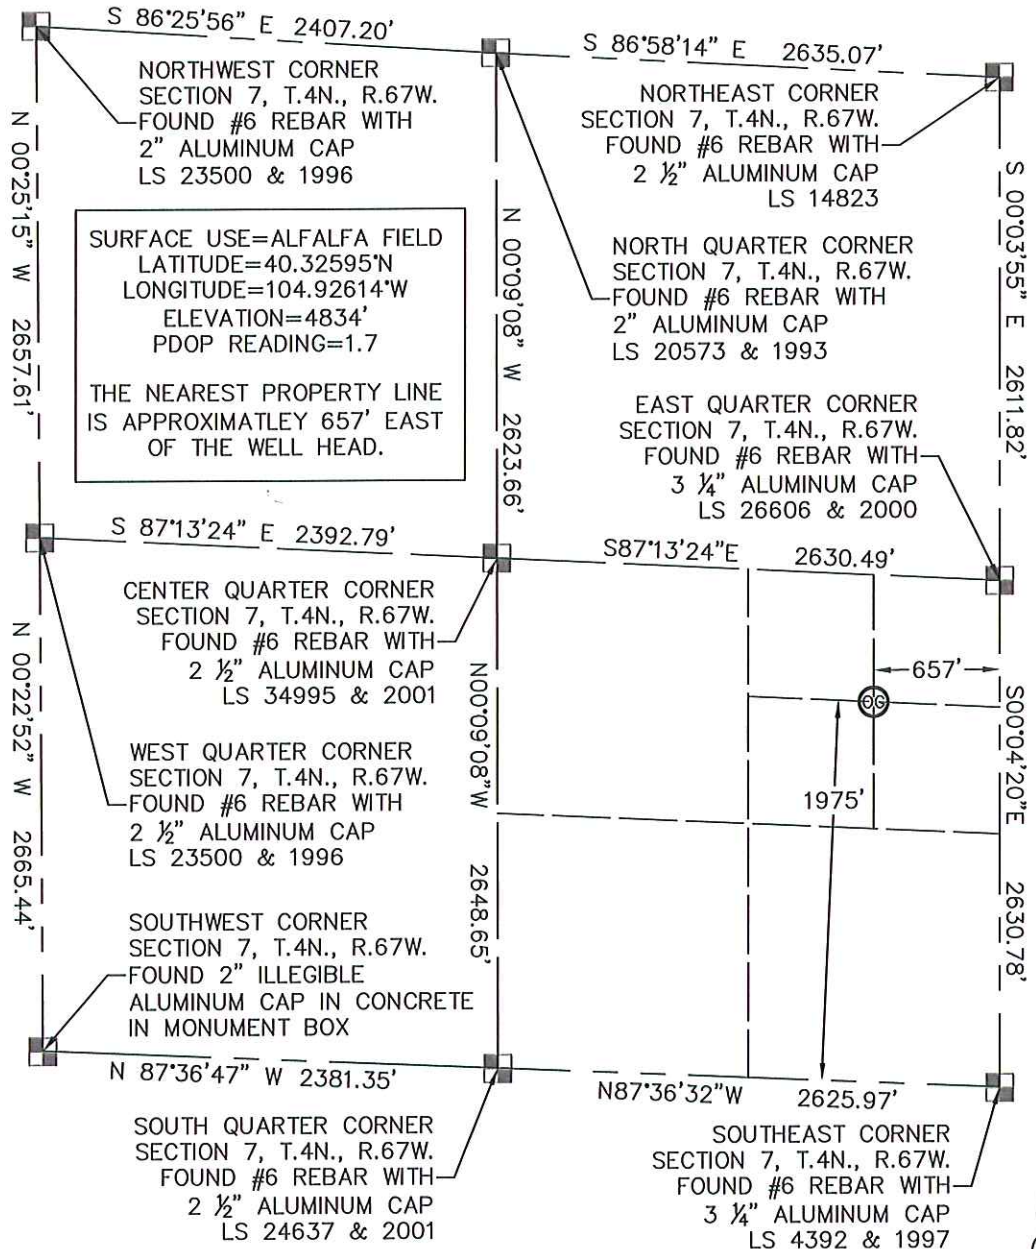 S 86°25'56" E 2407.20'
S 86°58'14" E 2635.07'
NORTHWEST CORNER
SECTION 7, T.4N., R.67W.
FOUND #6 REBAR WITH
2" ALUMINUM CAP
LS 23500 & 1996
NORTHEAST CORNER
SECTION 7, T.4N., R.67W.
FOUND #6 REBAR WITH
2 ½" ALUMINUM CAP
LS 14823
N 00°25'15" W 2657.61'
SURFACE USE=ALFALFA FIELD
LATITUDE=40.32595°N
LONGITUDE=104.92614°W
ELEVATION=4834'
PDOP READING=1.7
THE NEAREST PROPERTY LINE
IS APPROXIMATLEY 657' EAST
OF THE WELL HEAD.
N 00°09'08" W 2623.66'
NORTH QUARTER CORNER
SECTION 7, T.4N., R.67W.
FOUND #6 REBAR WITH
2" ALUMINUM CAP
LS 20573 & 1993
S 00°03'55" E 2611.82'
EAST QUARTER CORNER
SECTION 7, T.4N., R.67W.
FOUND #6 REBAR WITH
3 ¼" ALUMINUM CAP
LS 26606 & 2000
S 87°13'24" E 2392.79'
S87°13'24"E 2630.49'
CENTER QUARTER CORNER
SECTION 7, T.4N., R.67W.
FOUND #6 REBAR WITH
2 ½" ALUMINUM CAP
LS 34995 & 2001
N 00°22'52" W 2665.44'
WEST QUARTER CORNER
SECTION 7, T.4N., R.67W.
FOUND #6 REBAR WITH
2 ½" ALUMINUM CAP
LS 23500 & 1996
N00°09'08"W 2648.65'
657'
OG
1975'
S00°04'20"E 2630.78'
SOUTHWEST CORNER
SECTION 7, T.4N., R.67W.
FOUND 2" ILLEGIBLE
ALUMINUM CAP IN CONCRETE
IN MONUMENT BOX
N 87°36'47" W 2381.35'
N87°36'32"W 2625.97'
SOUTH QUARTER CORNER
SECTION 7, T.4N., R.67W.
FOUND #6 REBAR WITH
2 ½" ALUMINUM CAP
LS 24637 & 2001
SOUTHEAST CORNER
SECTION 7, T.4N., R.67W.
FOUND #6 REBAR WITH
3 ¼" ALUMINUM CAP
LS 4392 & 1997